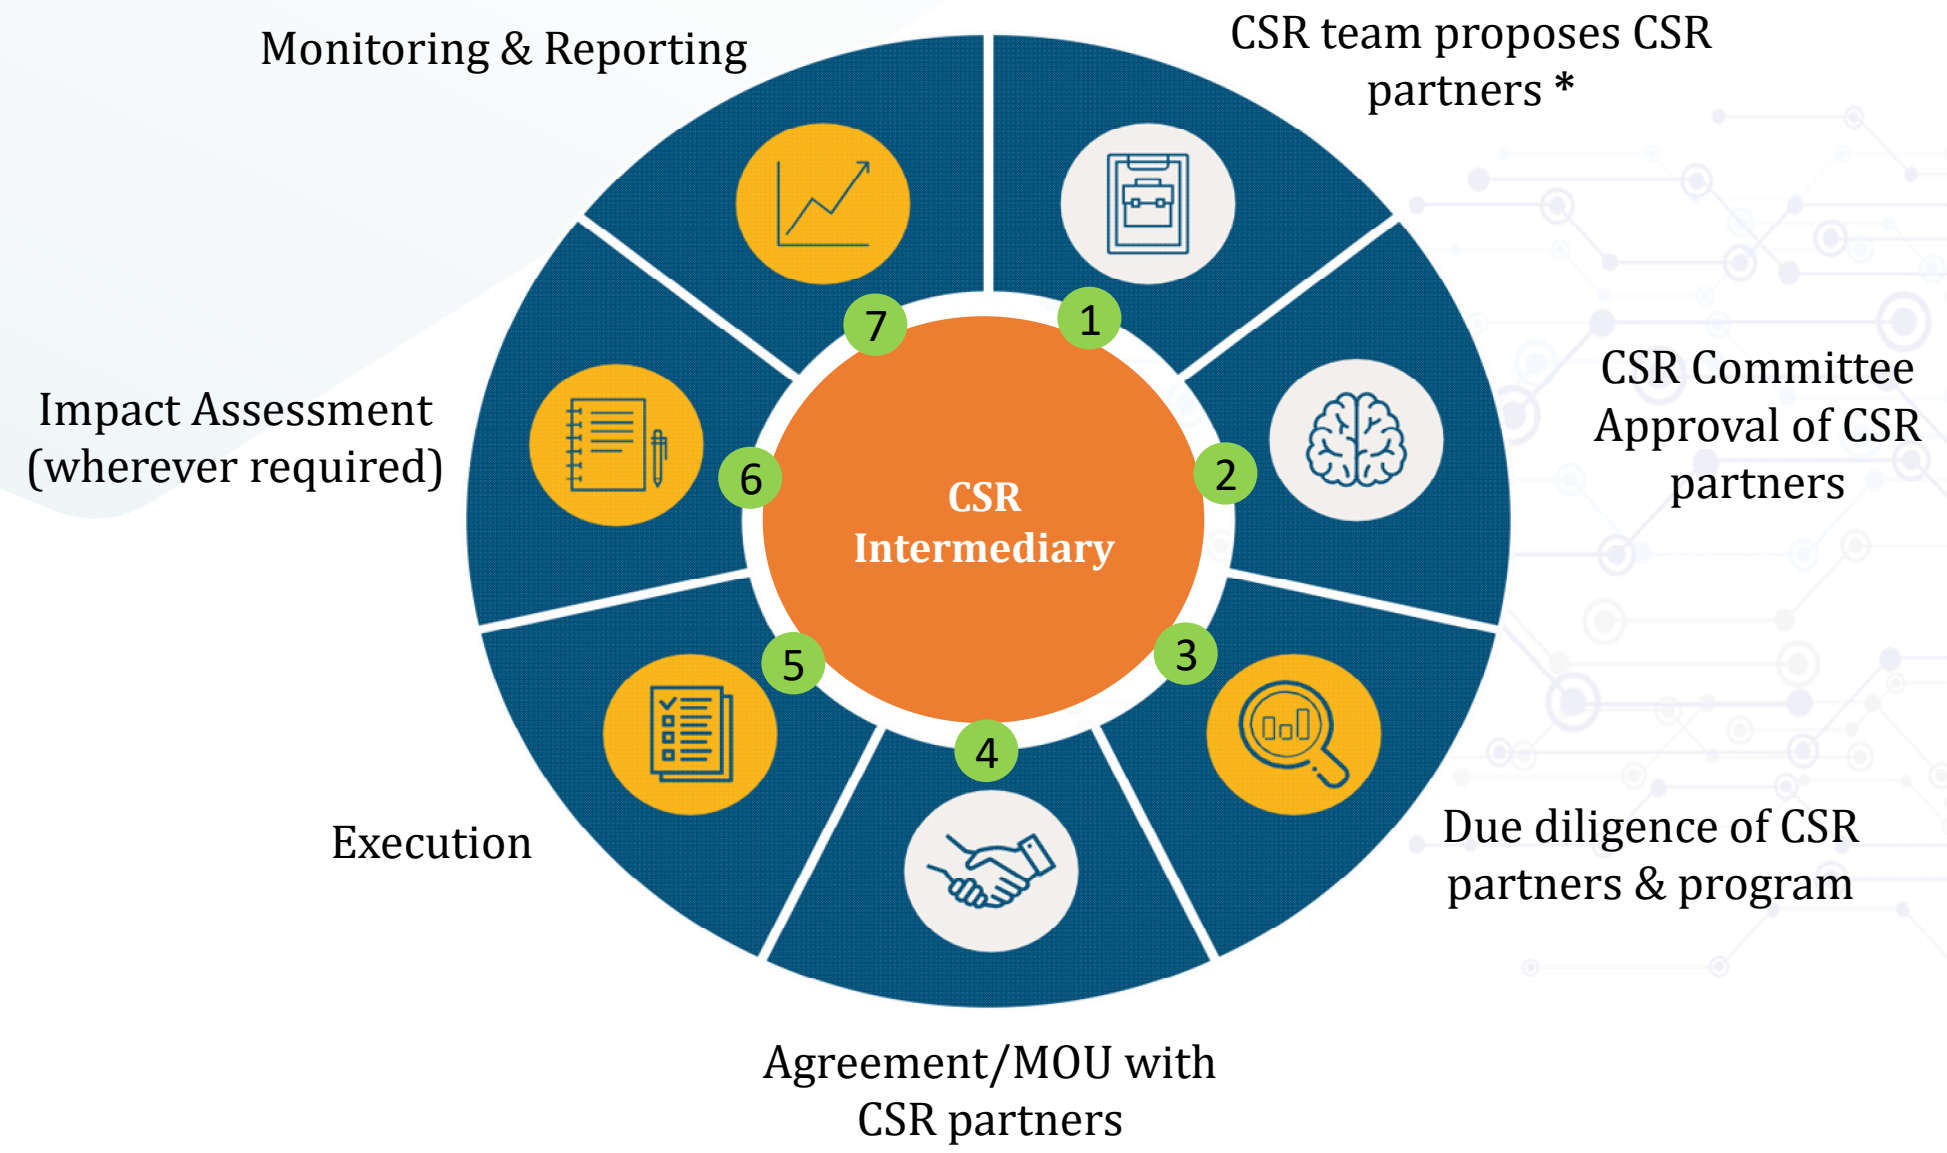 CSR team proposes CSR
partners *
1
CSR Committee
Approval of CSR
partners
2
Due diligence of CSR
partners & program
3
Agreement/MOU with
CSR partners
4
Execution
5
Impact Assessment
(wherever required)
6
Monitoring & Reporting
7
CSR
Intermediary